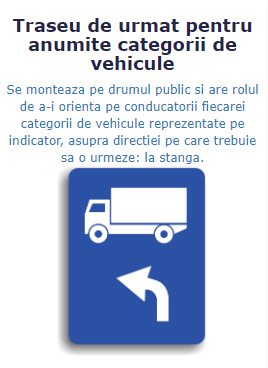 Traseu de urmat pentru
anumite categorii de
vehicule
Se monteaza pe drumul public si are rolul
de a-i orienta pe conducatorii fiecarei
categorii de vehicule reprezentate pe
indicator, asupra directiei pe care trebuie
sa o urmeze: la stanga.